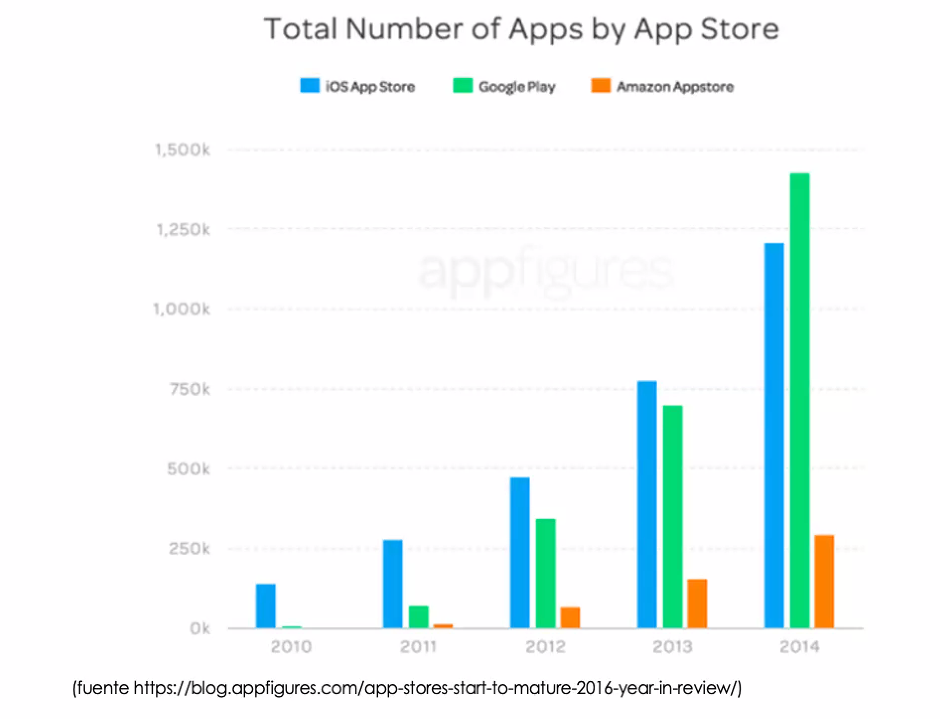 Total Number of Apps by App Store
iOS App Store Google Play Amazon Appstore
1,500k
1,250k
appfigures
1,000k
750k
500k
250k
0k
2010 2011 2012 2013 2014
(fuente https://blog.appfigures.com/app-stores-start-to-mature-2016-year-in-review/)